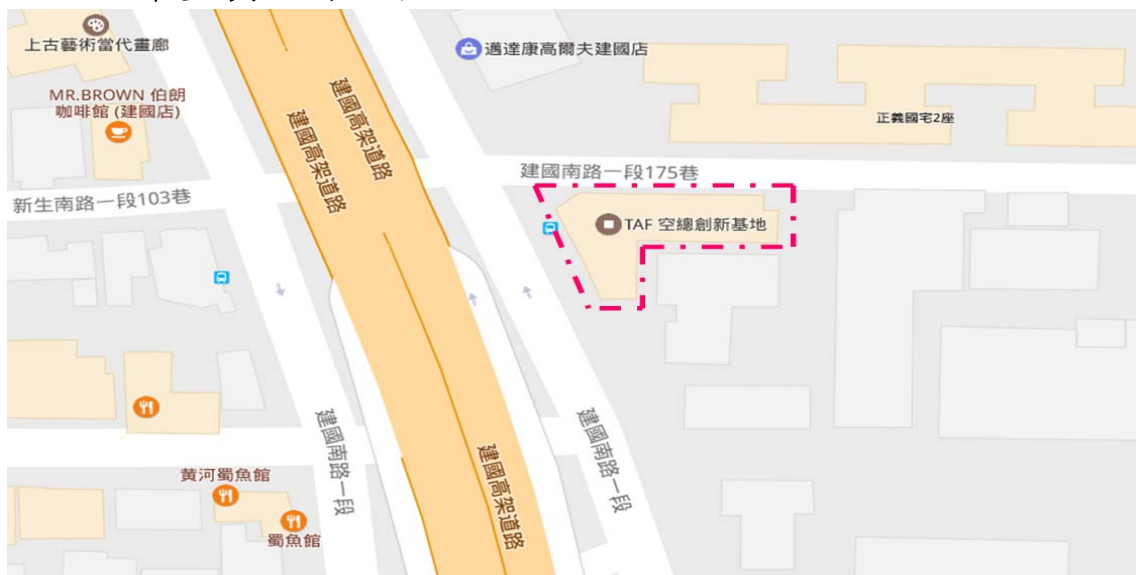 上古藝術當代畫廊
邁達康高爾夫建國店
MR.BROWN 伯朗
咖啡館 (建國店)
建國高架道路
建國高架道路
正義國宅2座
建國南路一段175巷
新生南路一段103巷
TAF 空總創新基地
建國南路一段
建國南路一段
建國高架道路
黃河蜀魚館
蜀魚館